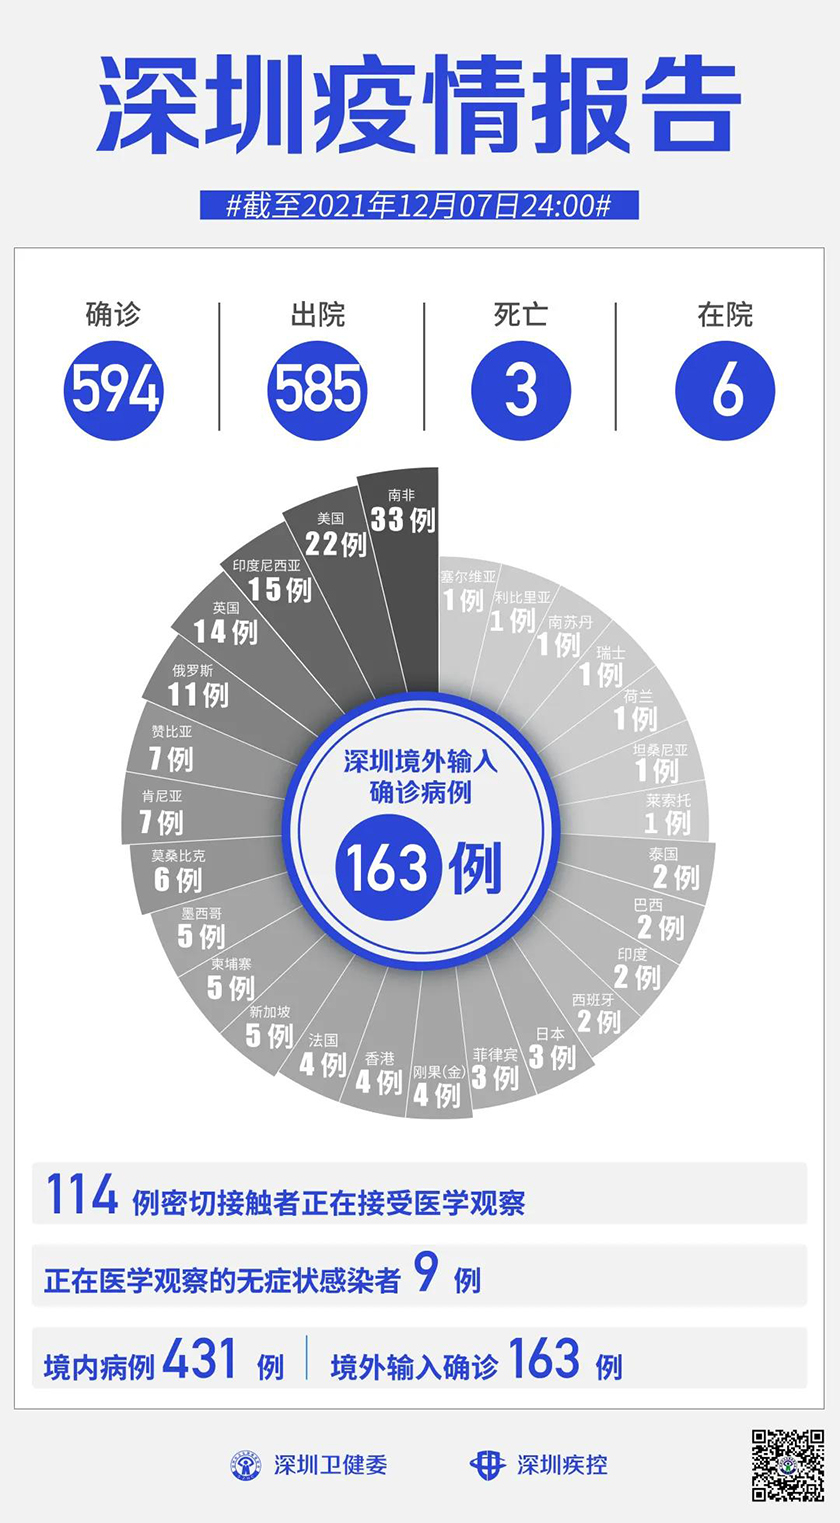 深圳疫情报告
#截至2021年12月07日24:00#
确诊
594
出院
585
死亡
3
在院
6
南非
33例
美国
22例
印度尼西亚
15例
英国
14例
俄罗斯
11例
赞比亚
7例
肯尼亚
7例
莫桑比克
6例
墨西哥
5例
柬埔寨
5例
新加坡
5例
法国
4例
香港
4例
刚果(金)
4例
菲律宾
3例
日本
3例
西班牙
2例
印度
2例
巴西
2例
泰国
2例
莱索托
1例
坦桑尼亚
1例
荷兰
1例
瑞士
1例
南苏丹
1例
利比里亚
1例
塞尔维亚
1例
深圳境外输入
确诊病例
163例
114 例密切接触者正在接受医学观察
正在医学观察的无症状感染者 9 例
境内病例 431 例
境外输入确诊 163 例
深圳卫健委
深圳疾控